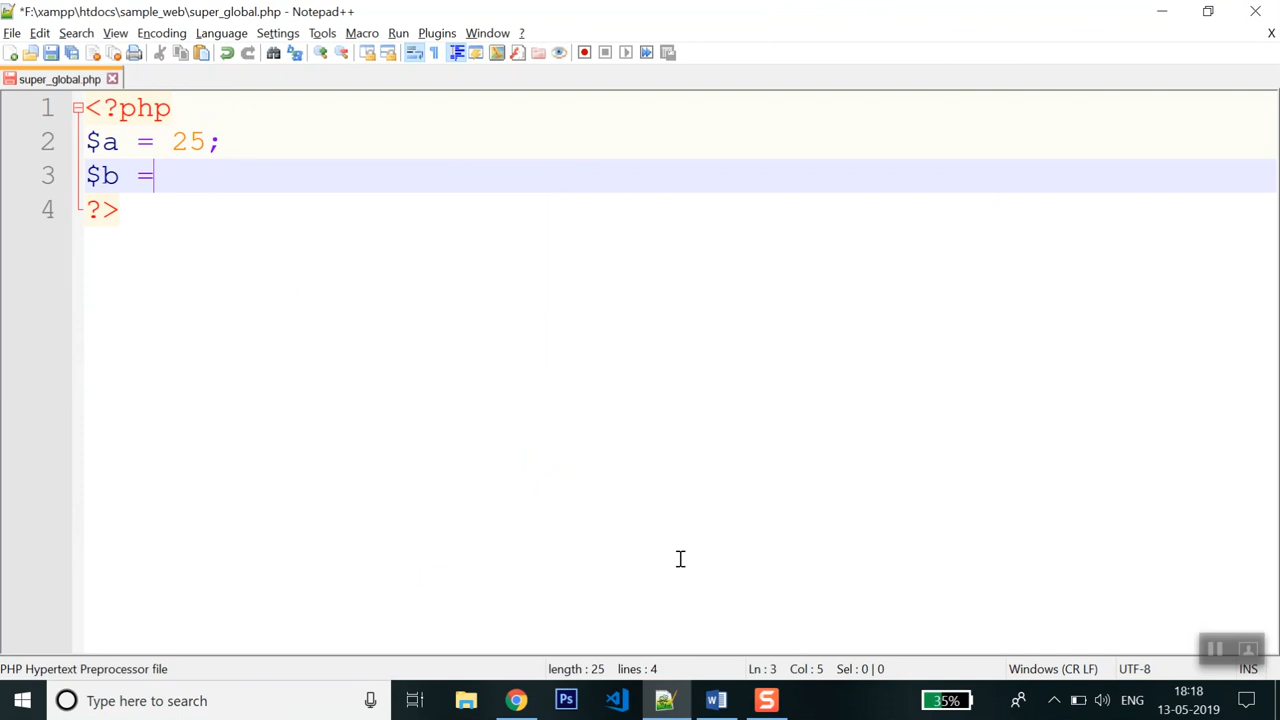 *F:\xampp\htdocs\sample_web\super_global.php - Notepad++
File Edit Search View Encoding Language Settings Tools Macro Run Plugins Window ? X
super_global.php
1 <?php
2 $a = 25;
3 $b =
4 ?>
PHP Hypertext Preprocessor file length : 25 lines : 4 Ln : 3 Col : 5 Sel : 0 | 0 Windows (CR LF) UTF-8 INS
Type here to search Ps W S 35% ENG 18:18
13-05-2019